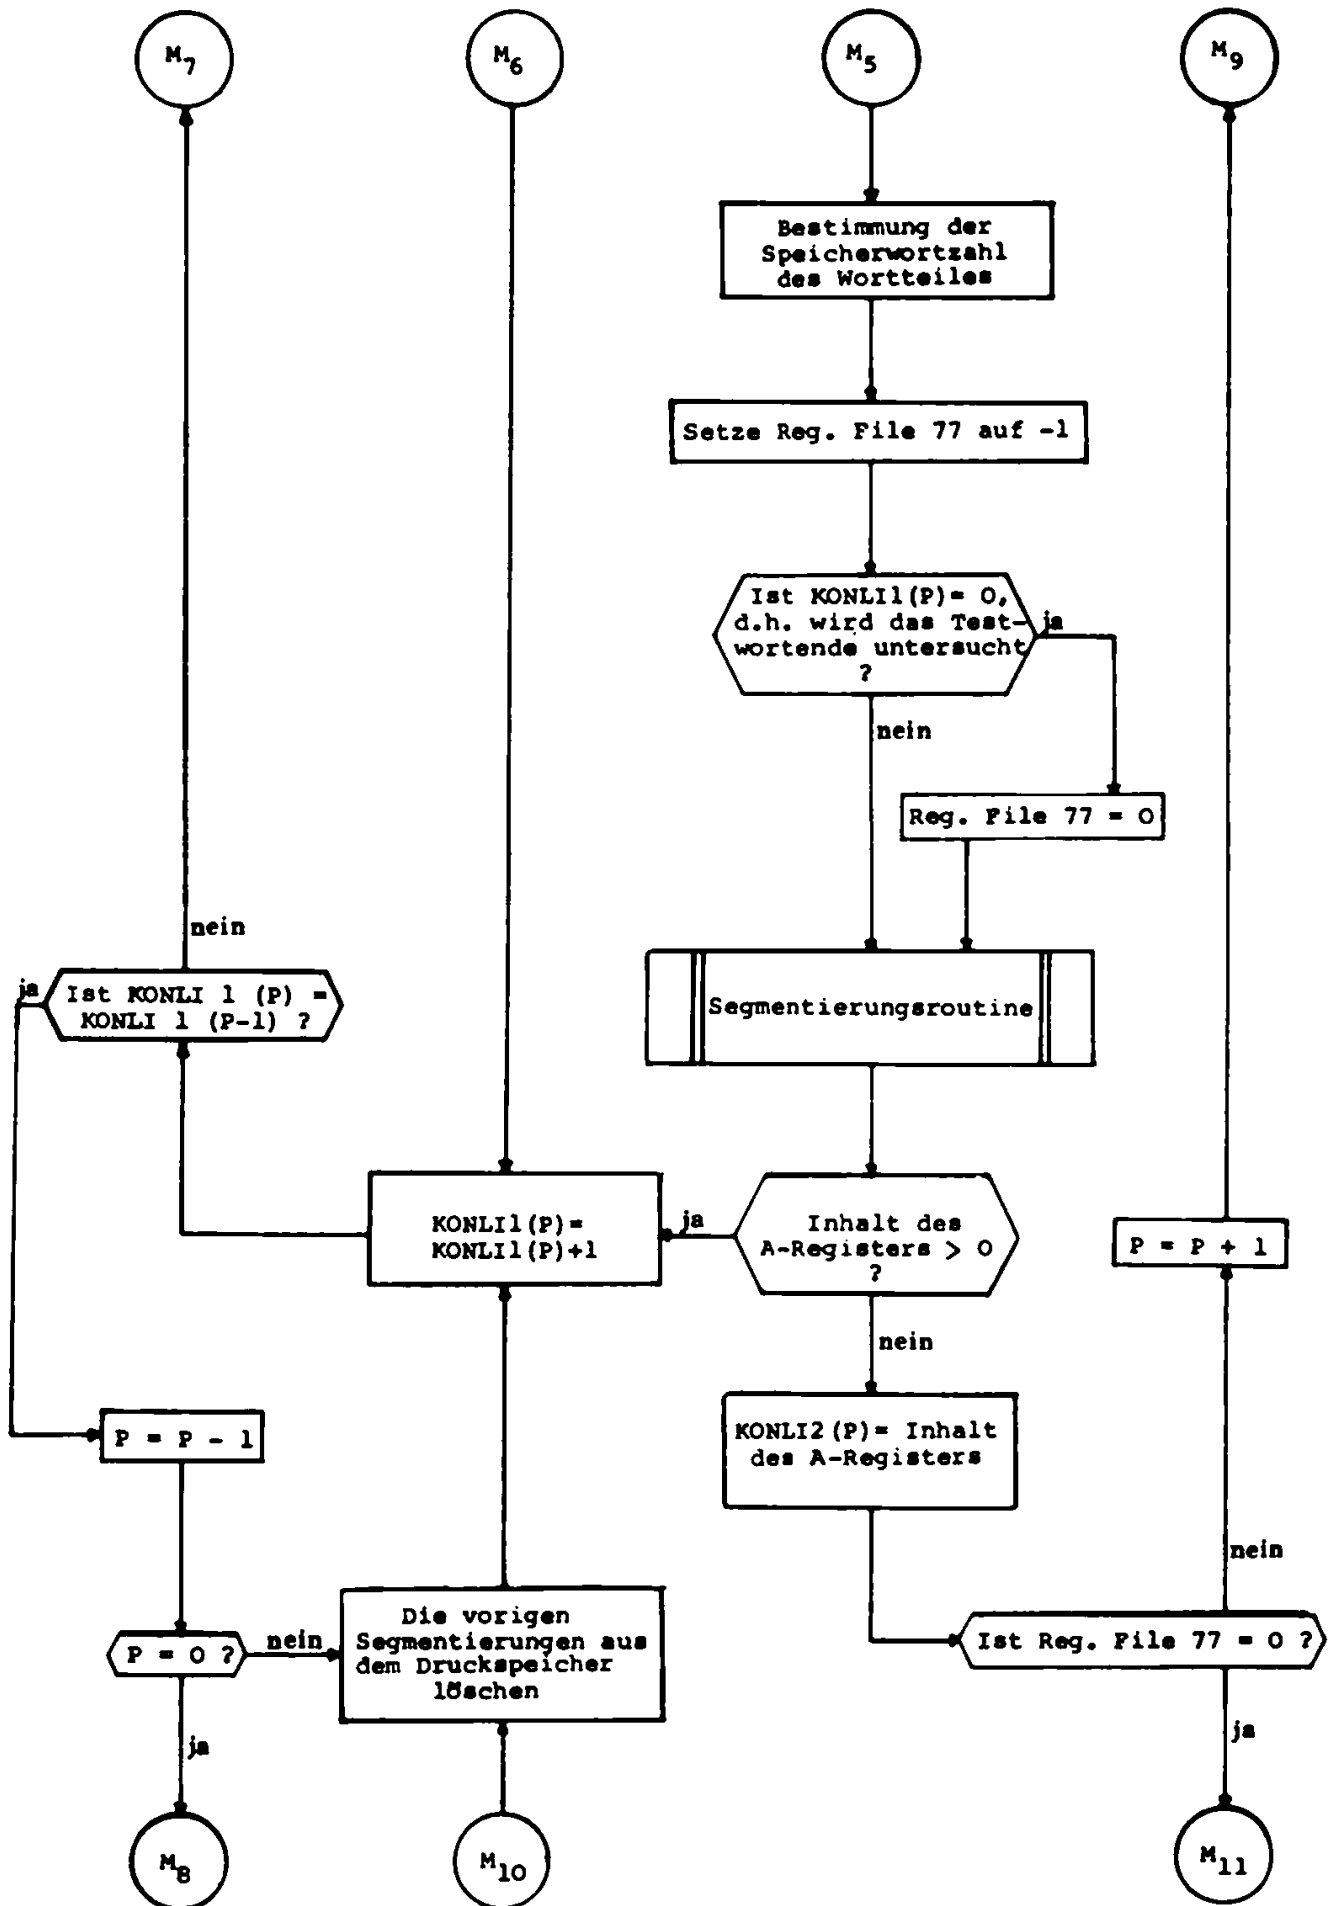 M7
M6
M5
M9
Bestimmung der
Speicherwortzahl
des Wortteiles
Setze Reg. File 77 auf -1
Ist KONLI1(P)= 0,
d.h. wird das Test-
wortende untersucht
?
ja
nein
Reg. File 77 = 0
nein
ja
Ist KONLI 1 (P) =
KONLI 1 (P-1) ?
Segmentierungsroutine
KONLI1(P)=
KONLI1(P)+1
ja
Inhalt des
A-Registers > 0
?
P = P + 1
nein
P = P - 1
KONLI2(P)= Inhalt
des A-Registers
nein
P = 0 ?
nein
Die vorigen
Segmentierungen aus
dem Druckspeicher
löschen
Ist Reg. File 77 = 0 ?
ja
ja
M8
M10
M11